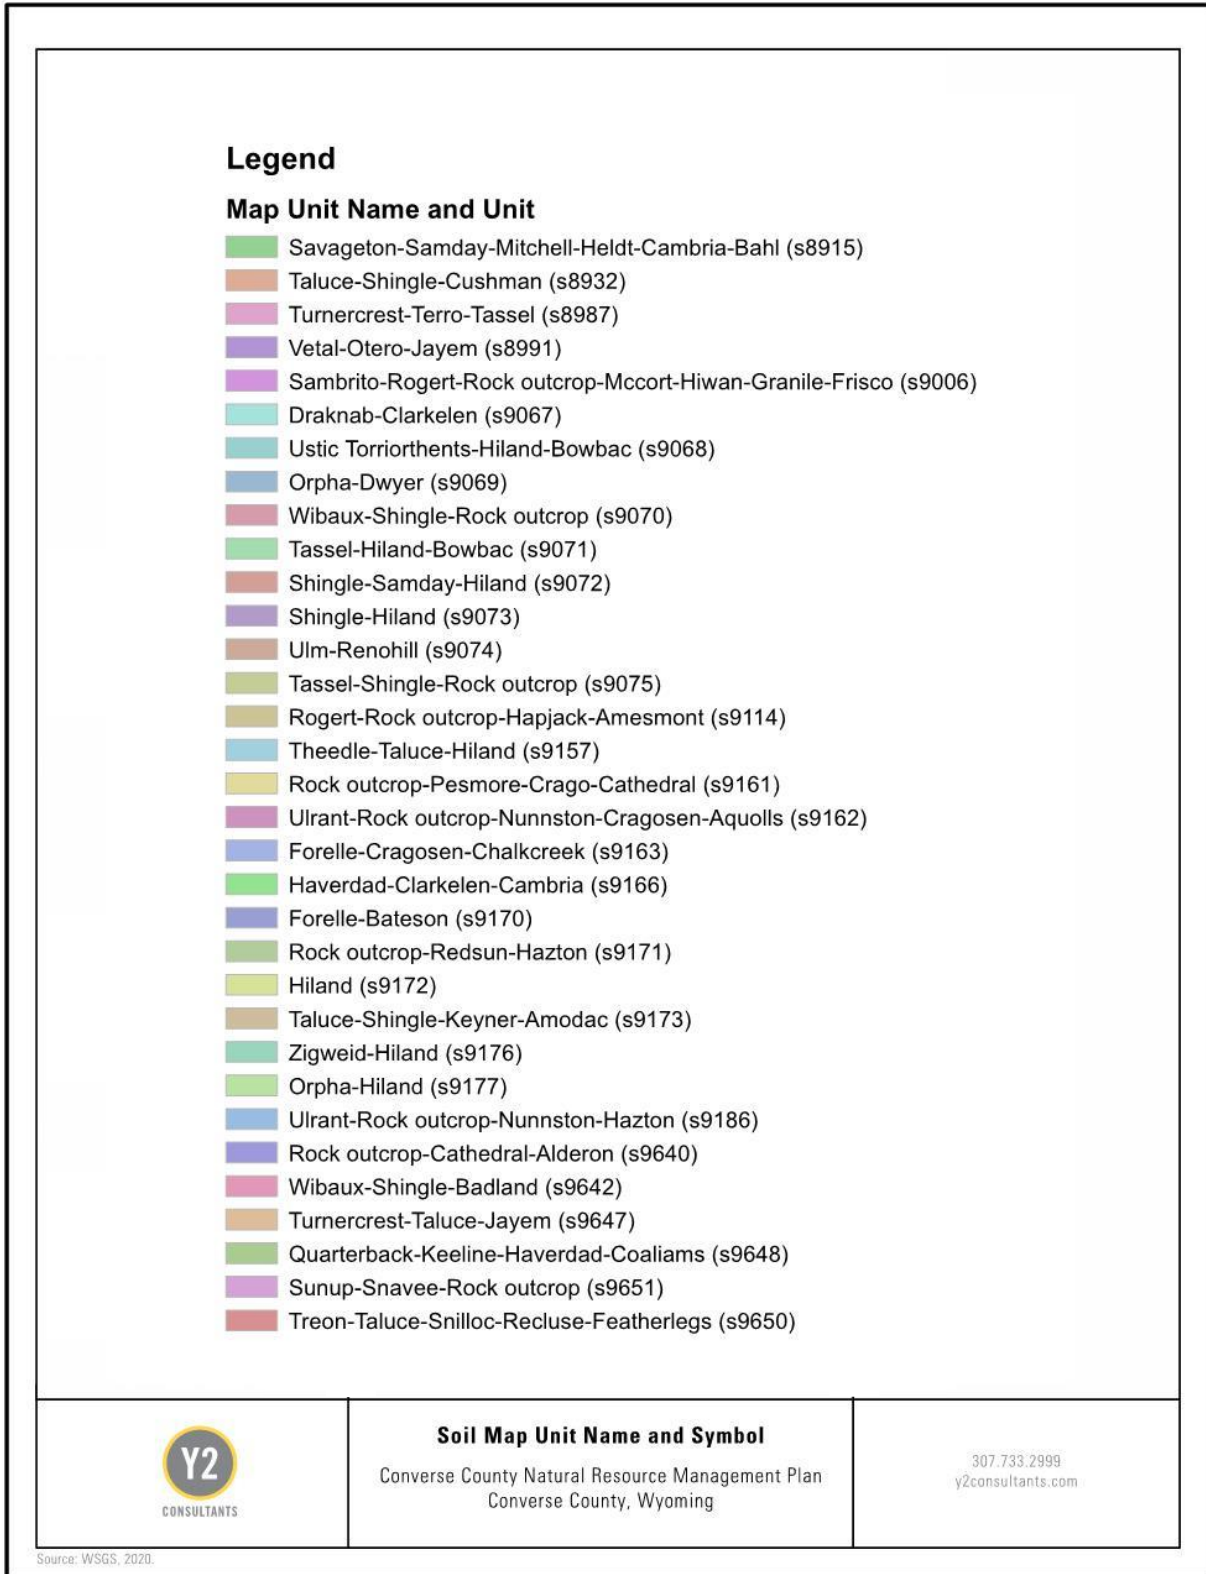 Legend
Map Unit Name and Unit
Savageton-Samday-Mitchell-Heldt-Cambria-Bahl (s8915)
Taluce-Shingle-Cushman (s8932)
Turnercrest-Terro-Tassel (s8987)
Vetal-Otero-Jayem (s8991)
Sambrito-Rogert-Rock outcrop-Mccort-Hiwan-Granile-Frisco (s9006)
Draknab-Clarkelen (s9067)
Ustic Torriorthents-Hiland-Bowbac (s9068)
Orpha-Dwyer (s9069)
Wibaux-Shingle-Rock outcrop (s9070)
Tassel-Hiland-Bowbac (s9071)
Shingle-Samday-Hiland (s9072)
Shingle-Hiland (s9073)
Ulm-Renohill (s9074)
Tassel-Shingle-Rock outcrop (s9075)
Rogert-Rock outcrop-Hapjack-Amesmont (s9114)
Theedle-Taluce-Hiland (s9157)
Rock outcrop-Pesmore-Crago-Cathedral (s9161)
Ulrant-Rock outcrop-Nunnston-Cragosen-Aquolls (s9162)
Forelle-Cragosen-Chalkcreek (s9163)
Haverdad-Clarkelen-Cambria (s9166)
Forelle-Bateson (s9170)
Rock outcrop-Redsun-Hazton (s9171)
Hiland (s9172)
Taluce-Shingle-Keyner-Amodac (s9173)
Zigweid-Hiland (s9176)
Orpha-Hiland (s9177)
Ulrant-Rock outcrop-Nunnston-Hazton (s9186)
Rock outcrop-Cathedral-Alderon (s9640)
Wibaux-Shingle-Badland (s9642)
Turnercrest-Taluce-Jayem (s9647)
Quarterback-Keeline-Haverdad-Coaliams (s9648)
Sunup-Snavee-Rock outcrop (s9651)
Treon-Taluce-Snilloc-Recluse-Featherlegs (s9650)
Y2
CONSULTANTS
Soil Map Unit Name and Symbol
Converse County Natural Resource Management Plan
Converse County, Wyoming
307.733.2999
y2consultants.com
Source: WSGS, 2020.